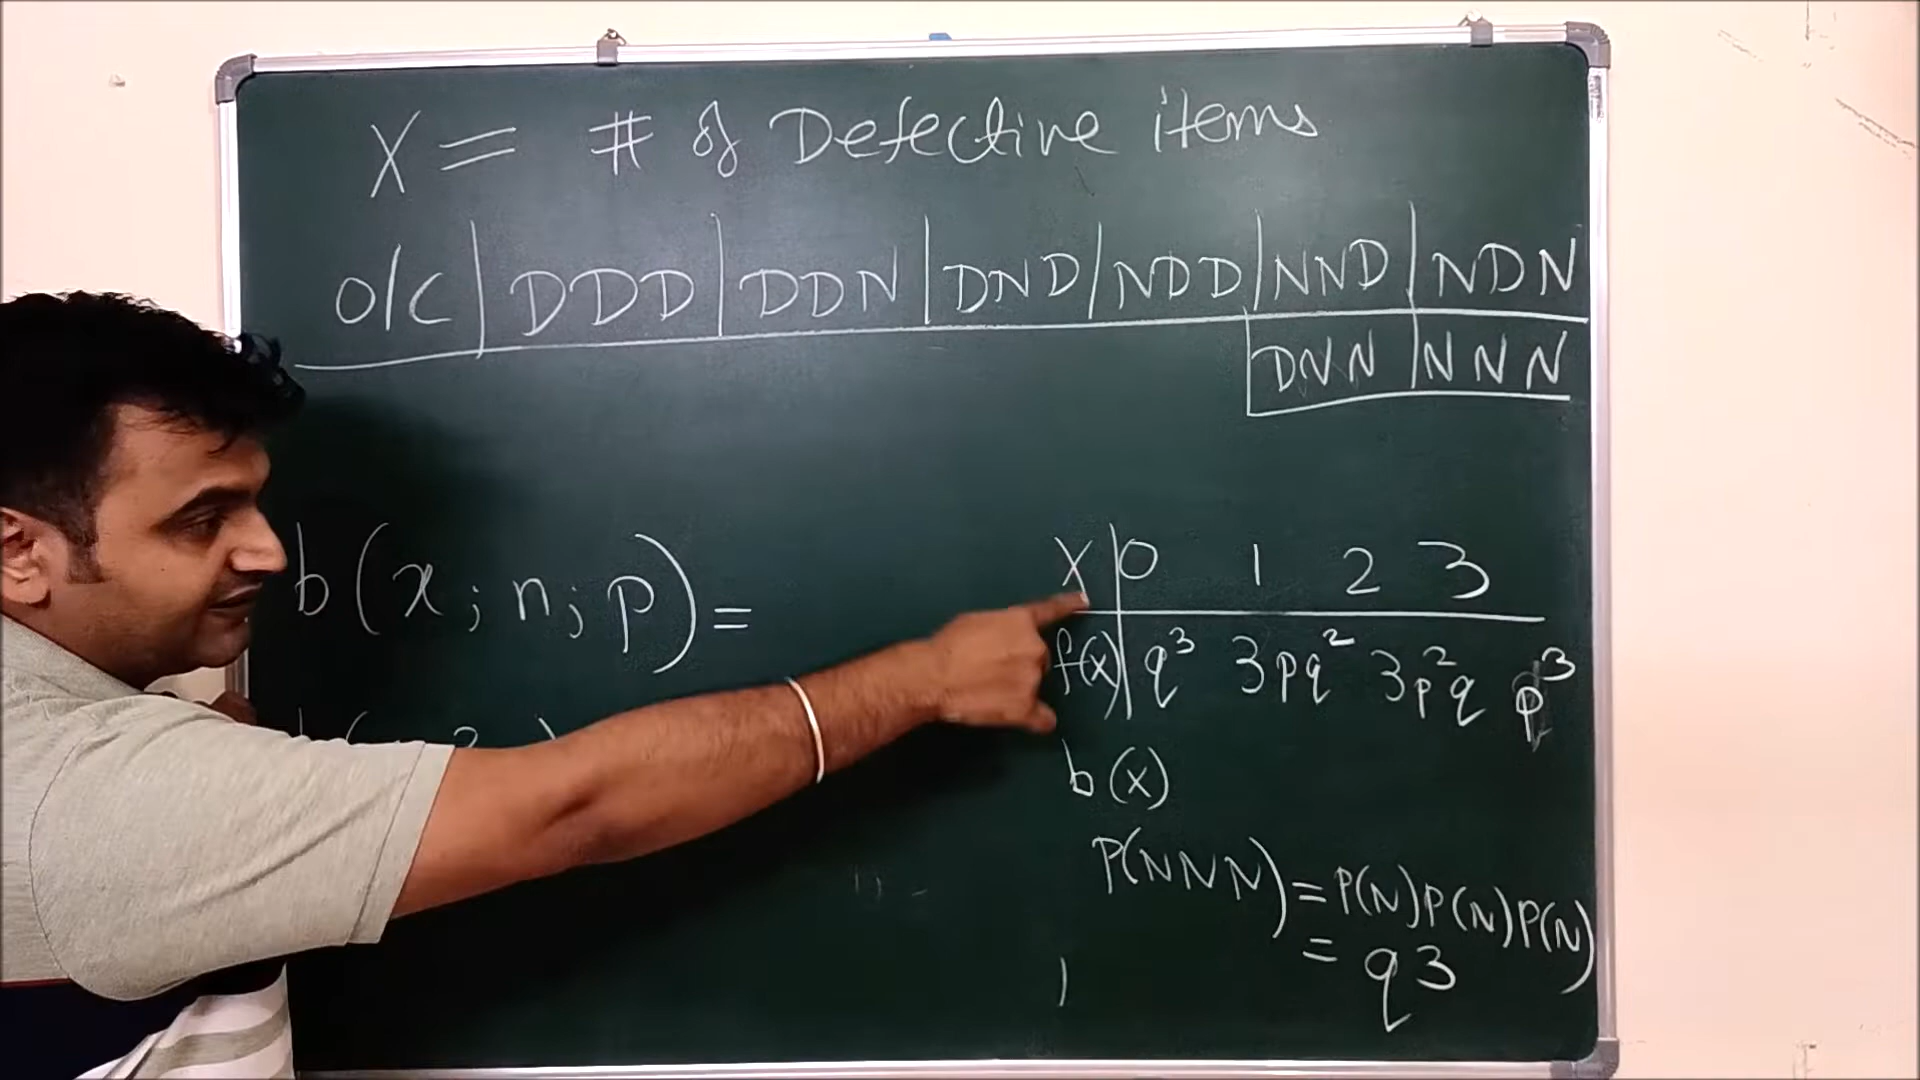 X = # of Defective items
O/C | DDD | DDN | DND | NDD | NND | NDN
DNN | NNN
b(x; n; p) =
X | 0 1 2 3
f(x) | q³ 3pq² 3p²q p³
b(x)
P(NNN) = P(N)P(N)P(N)
= q3